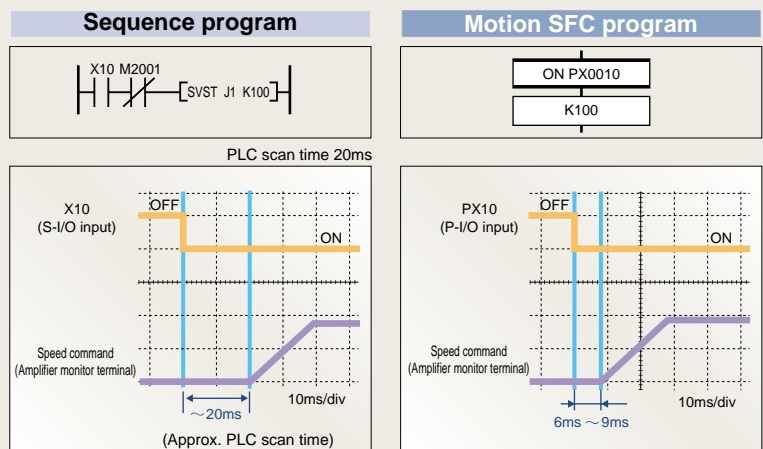 Sequence program
X10 M2001
SVST J1 K100
PLC scan time 20ms
X10
(S-I/O input)
OFF
ON
Speed command
(Amplifier monitor terminal)
～20ms
10ms/div
(Approx. PLC scan time)
Motion SFC program
ON PX0010
K100
PX10
(P-I/O input)
OFF
ON
Speed command
(Amplifier monitor terminal)
6ms ～ 9ms
10ms/div